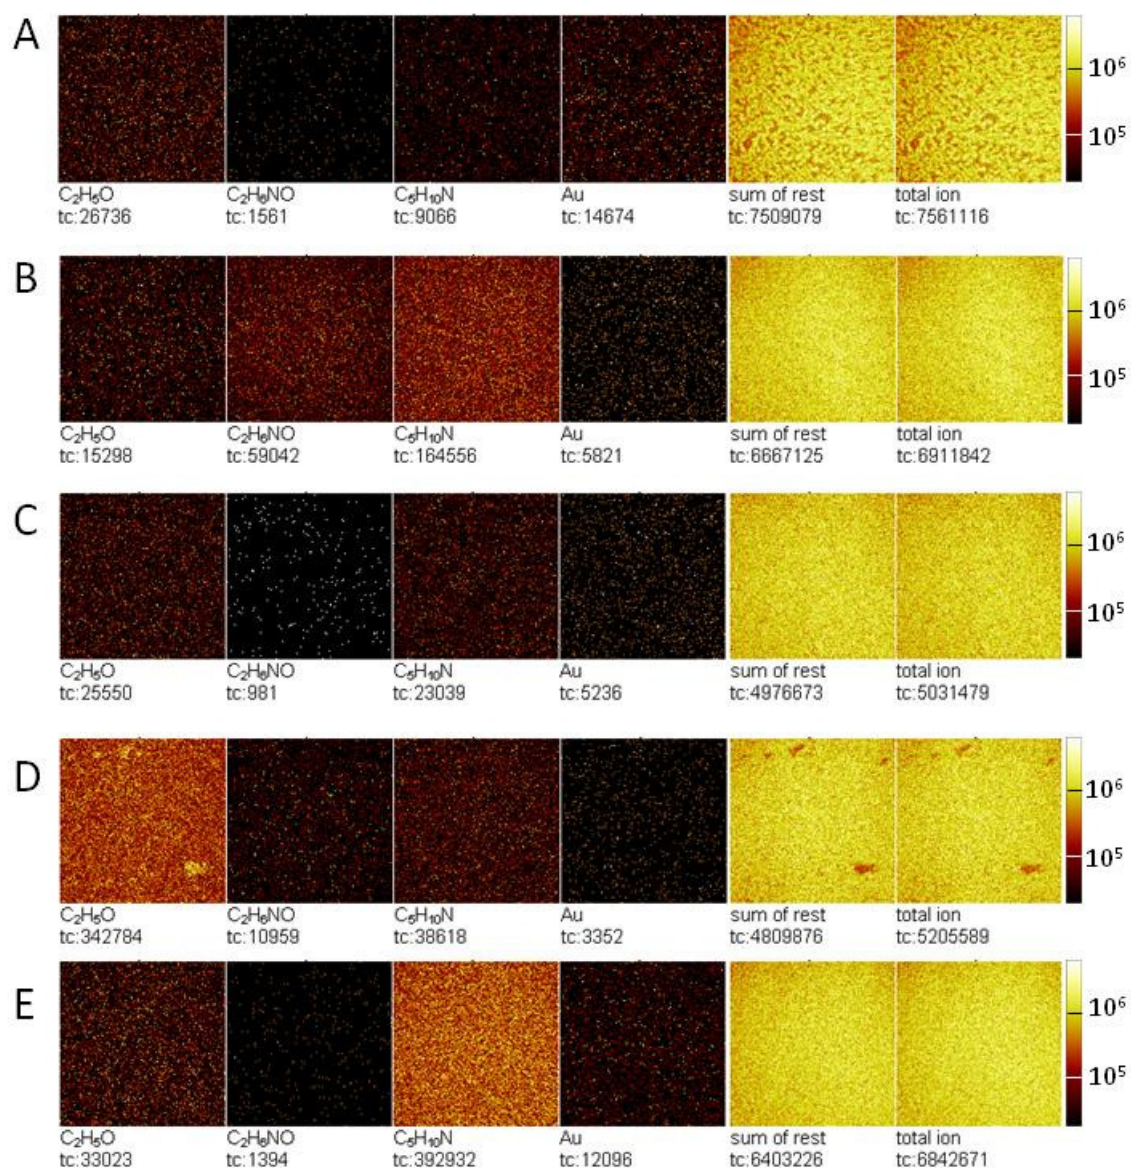 A
10⁶
10⁵
C₂H₅O C₂H₆NO C₅H₁₀N Au sum of rest total ion
tc:26736 tc:1561 tc:9066 tc:14674 tc:7509079 tc:7561116
B
10⁶
10⁵
C₂H₅O C₂H₆NO C₅H₁₀N Au sum of rest total ion
tc:15298 tc:59042 tc:164556 tc:5821 tc:6667125 tc:6911842
C
10⁶
10⁵
C₂H₅O C₂H₆NO C₅H₁₀N Au sum of rest total ion
tc:25550 tc:981 tc:23039 tc:5236 tc:4976673 tc:5031479
D
10⁶
10⁵
C₂H₅O C₂H₆NO C₅H₁₀N Au sum of rest total ion
tc:342784 tc:10959 tc:38618 tc:3352 tc:4809876 tc:5205589
E
10⁶
10⁵
C₂H₅O C₂H₆NO C₅H₁₀N Au sum of rest total ion
tc:33023 tc:1394 tc:392932 tc:12096 tc:6403226 tc:6842671